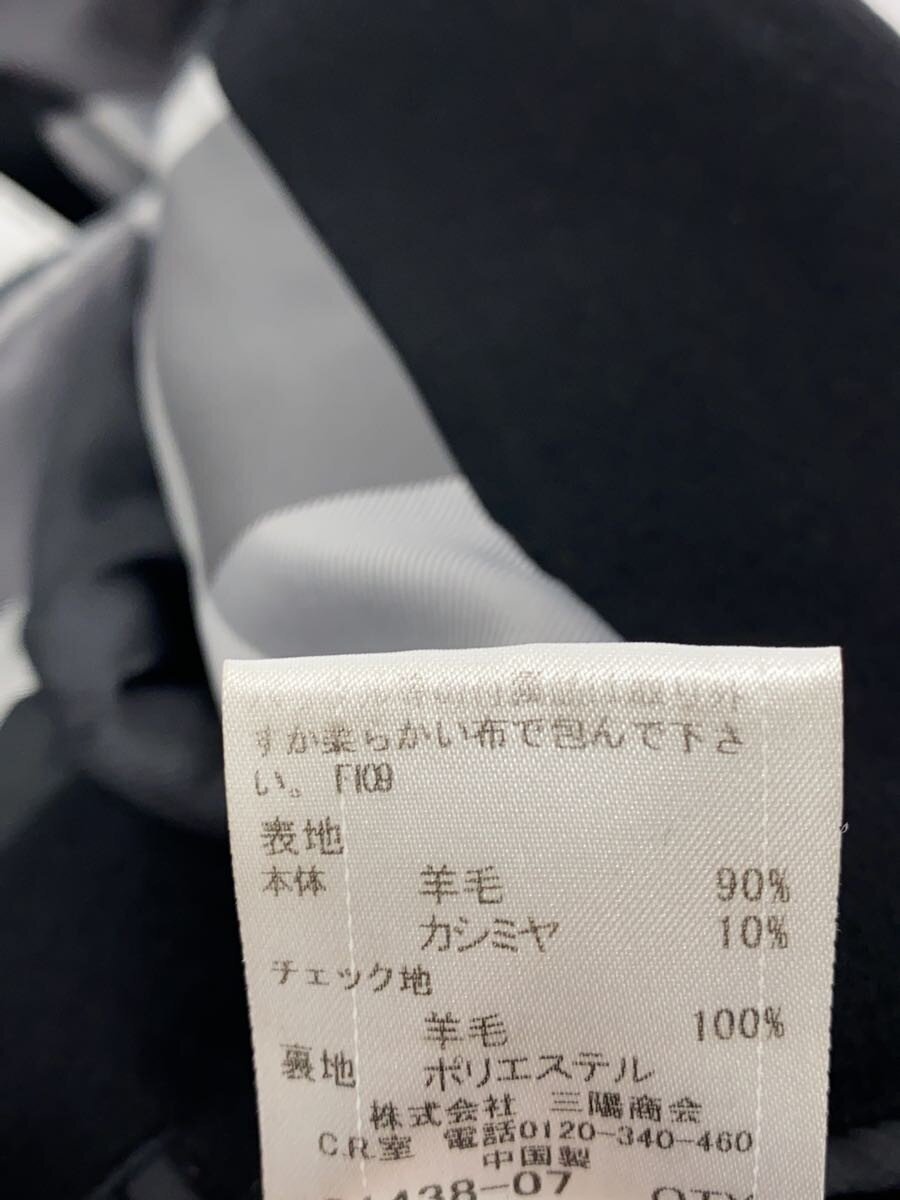 すか柔らかい布で包んで下さ
い。F109
表地
本体 羊毛 90%
カシミヤ 10%
チェック地
羊毛 100%
裏地 ポリエステル
株式会社 三陽商会
C.R.室 電話0120-340-460
中国製
1438-07